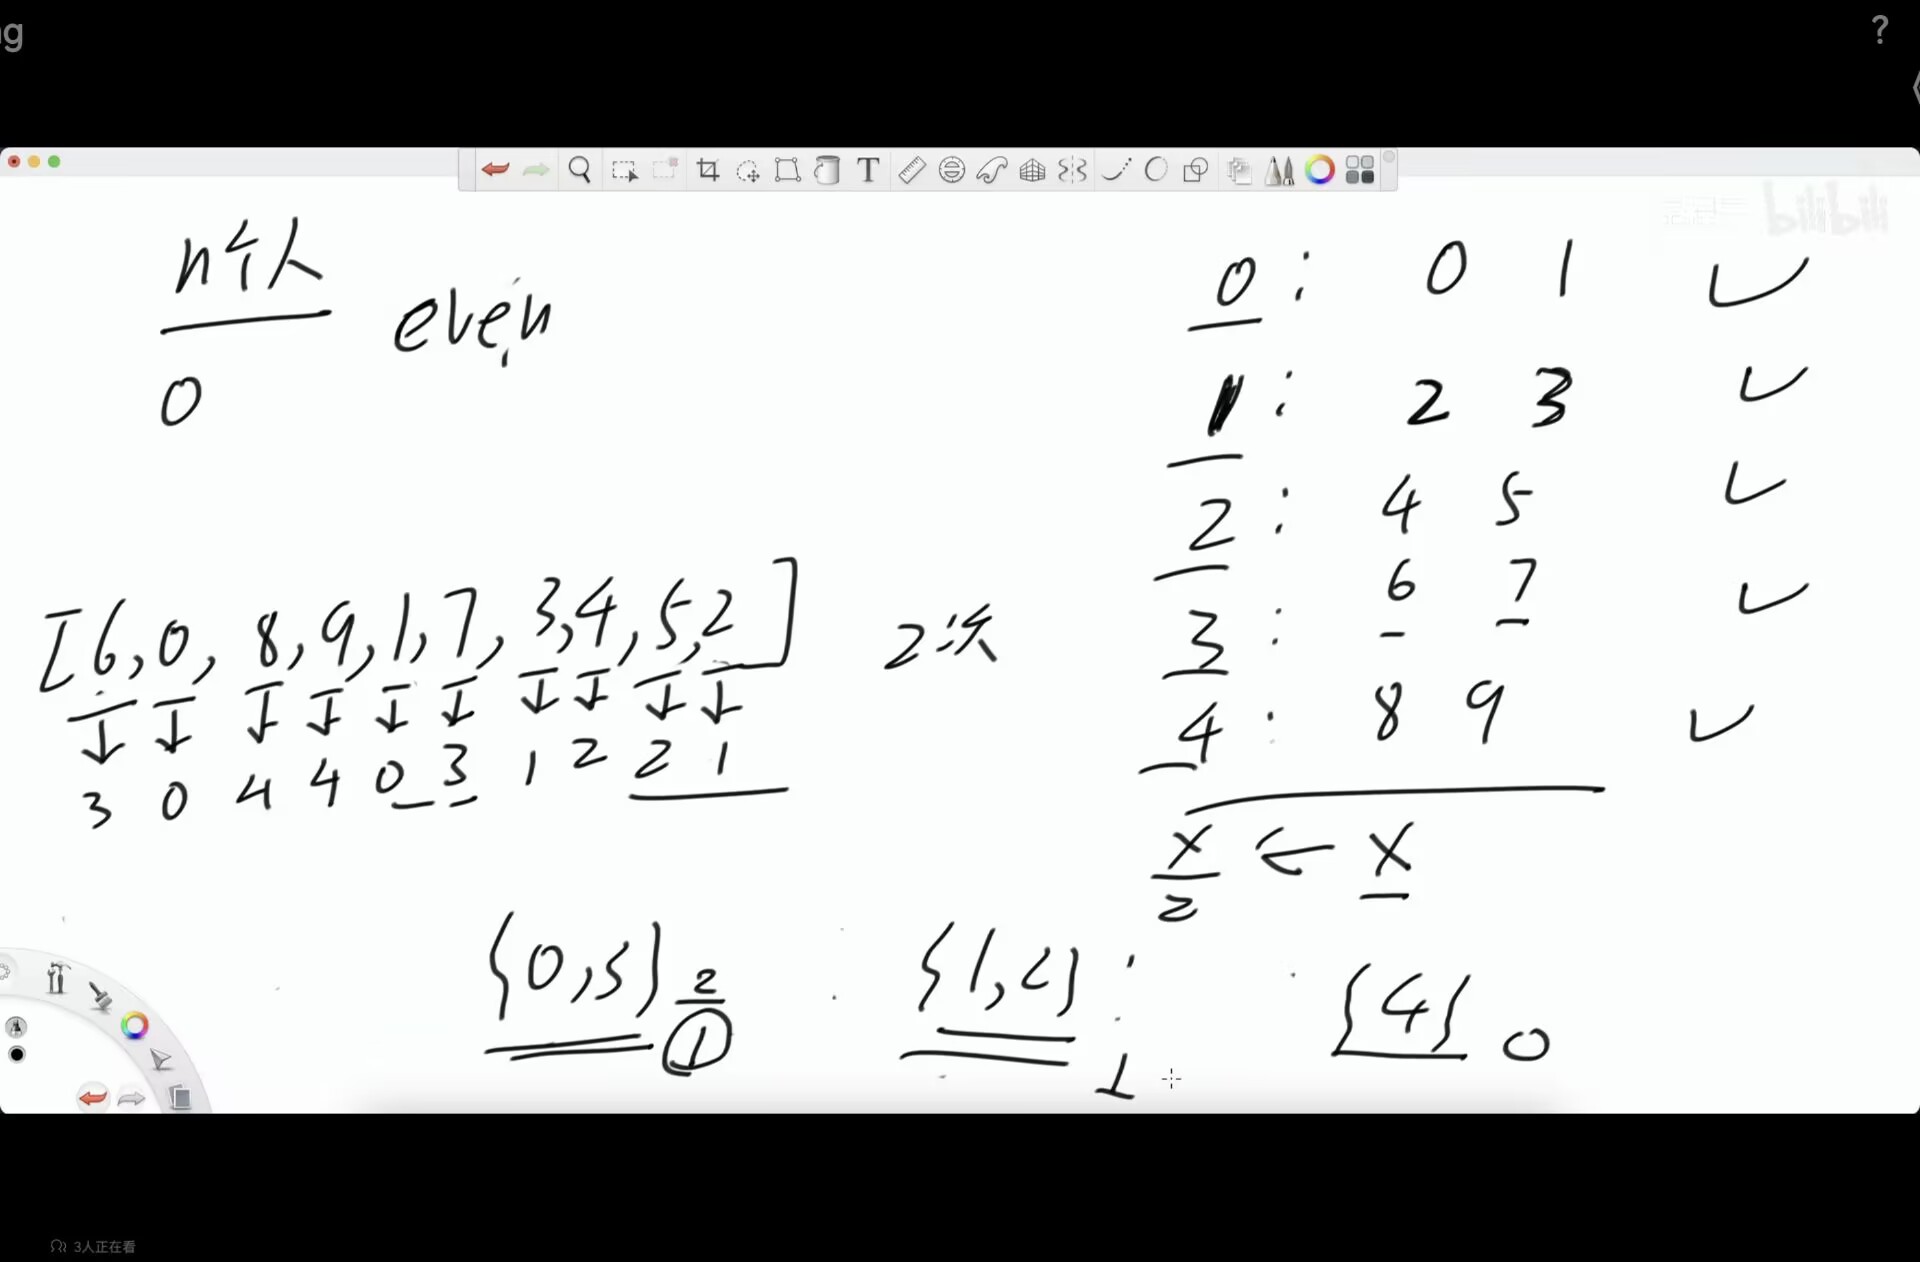 g
?
bilibili
n个人
even
0
0 : 0 1
1 : 2 3
2 : 4 5
3 : 6 7
4 : 8 9
[6, 0, 8, 9, 1, 7, 3, 4, 5, 2] 2次
3 0 4 4 0 3 1 2 2 1
x/2 ← x
{0,3} 2 1
{1,2} : 1
{4} 0
3人正在看